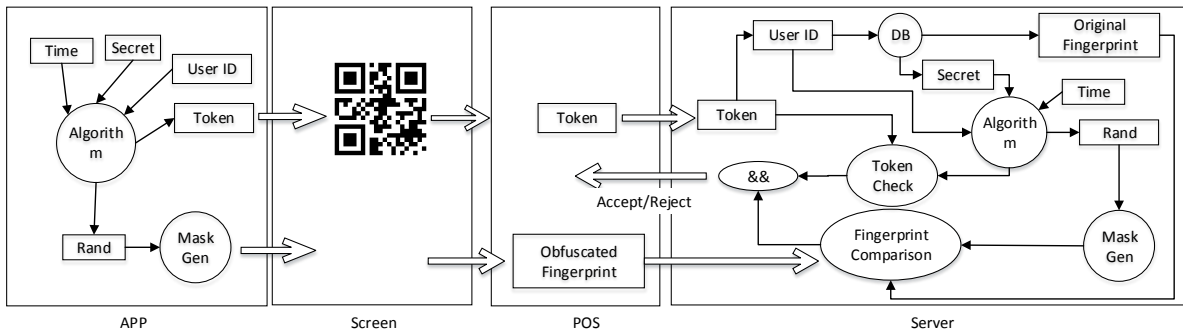 Time
Secret
User ID
Algorith
m
Token
Rand
Mask
Gen
APP
Screen
Token
Obfuscated
Fingerprint
POS
Accept/Reject
User ID
DB
Original
Fingerprint
Secret
Time
Token
Algorith
m
Rand
Token
Check
&&
Fingerprint
Comparison
Mask
Gen
Server